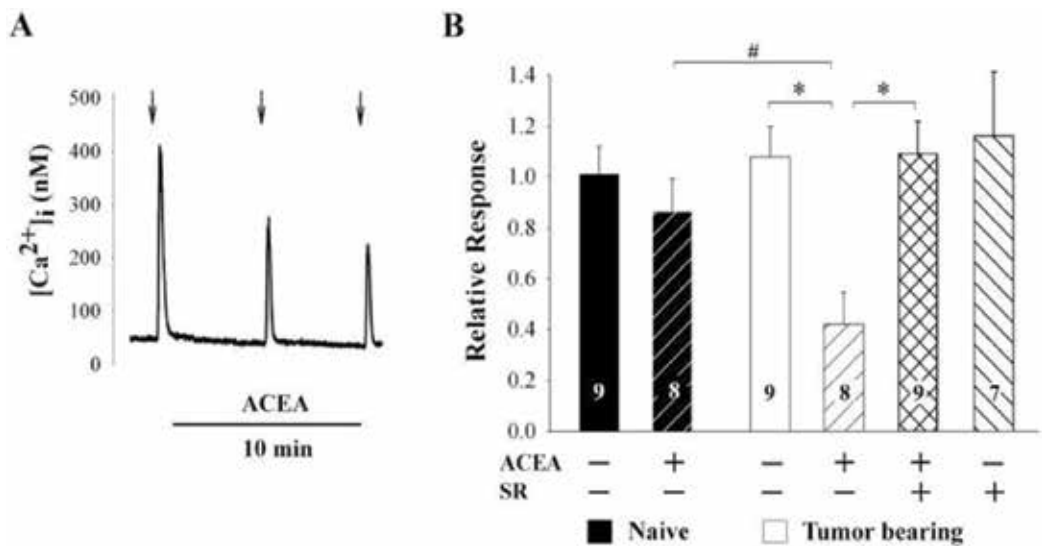 A
[Ca2+]i (nM)
500
400
300
200
100
0
ACEA
10 min
B
Relative Response
1.4
1.2
1.0
0.8
0.6
0.4
0.2
0.0
#
* *
9 8 9 8 9 7
ACEA − + − + + −
SR − − − − + +
Naive Tumor bearing